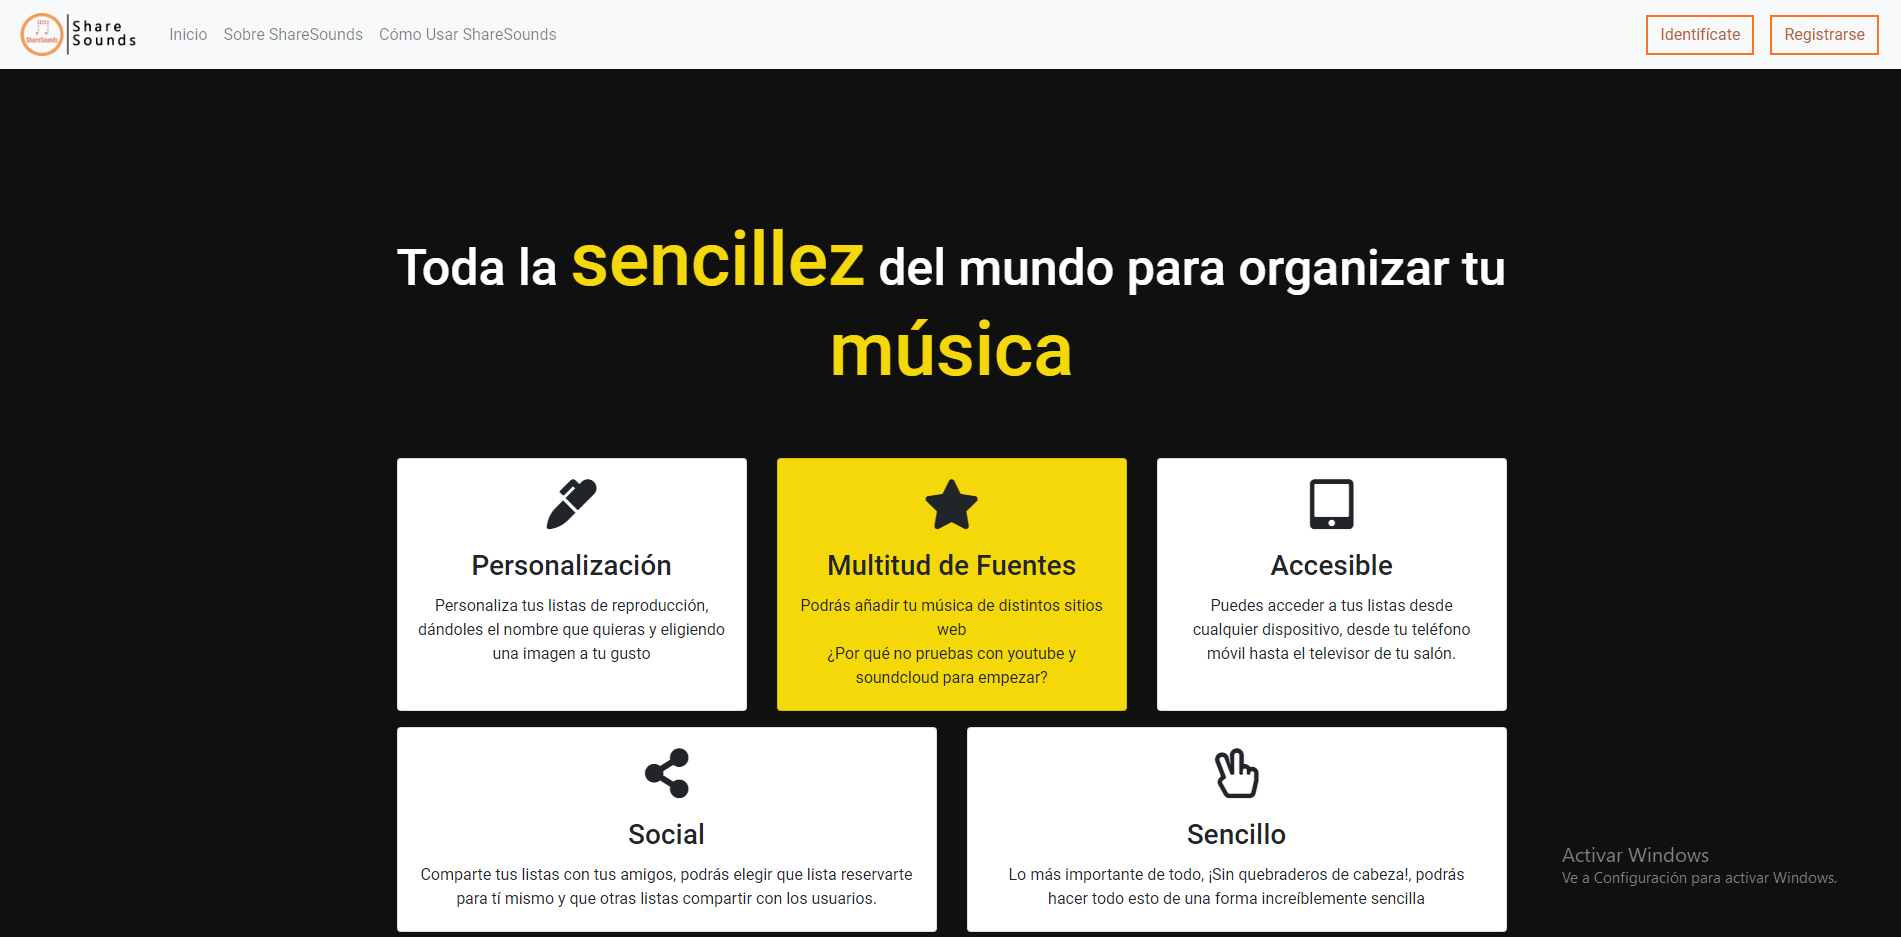 Share
Sounds
ShareSounds
Inicio
Sobre ShareSounds
Cómo Usar ShareSounds
Identifícate
Registrarse
Toda la sencillez del mundo para organizar tu
música
Personalización
Personaliza tus listas de reproducción,
dándoles el nombre que quieras y eligiendo
una imagen a tu gusto
Multitud de Fuentes
Podrás añadir tu música de distintos sitios
web
¿Por qué no pruebas con youtube y
soundcloud para empezar?
Accesible
Puedes acceder a tus listas desde
cualquier dispositivo, desde tu teléfono
móvil hasta el televisor de tu salón.
Social
Comparte tus listas con tus amigos, podrás elegir que lista reservarte
para tí mismo y que otras listas compartir con los usuarios.
Sencillo
Lo más importante de todo, ¡Sin quebraderos de cabeza!, podrás
hacer todo esto de una forma increíblemente sencilla
Activar Windows
Ve a Configuración para activar Windows.